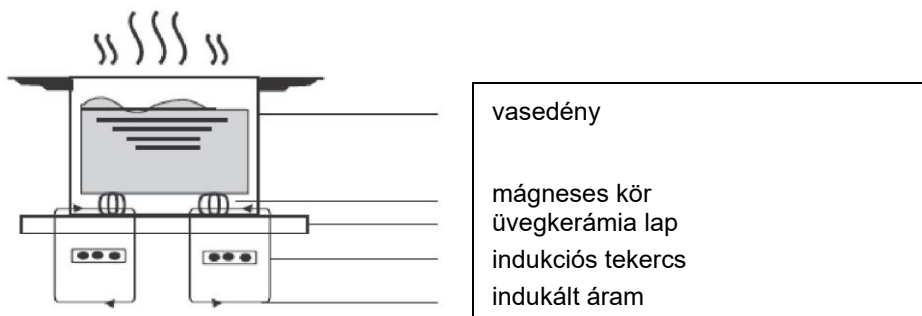 vasedény
mágneses kör
üvegkerámia lap
indukciós tekercs
indukált áram